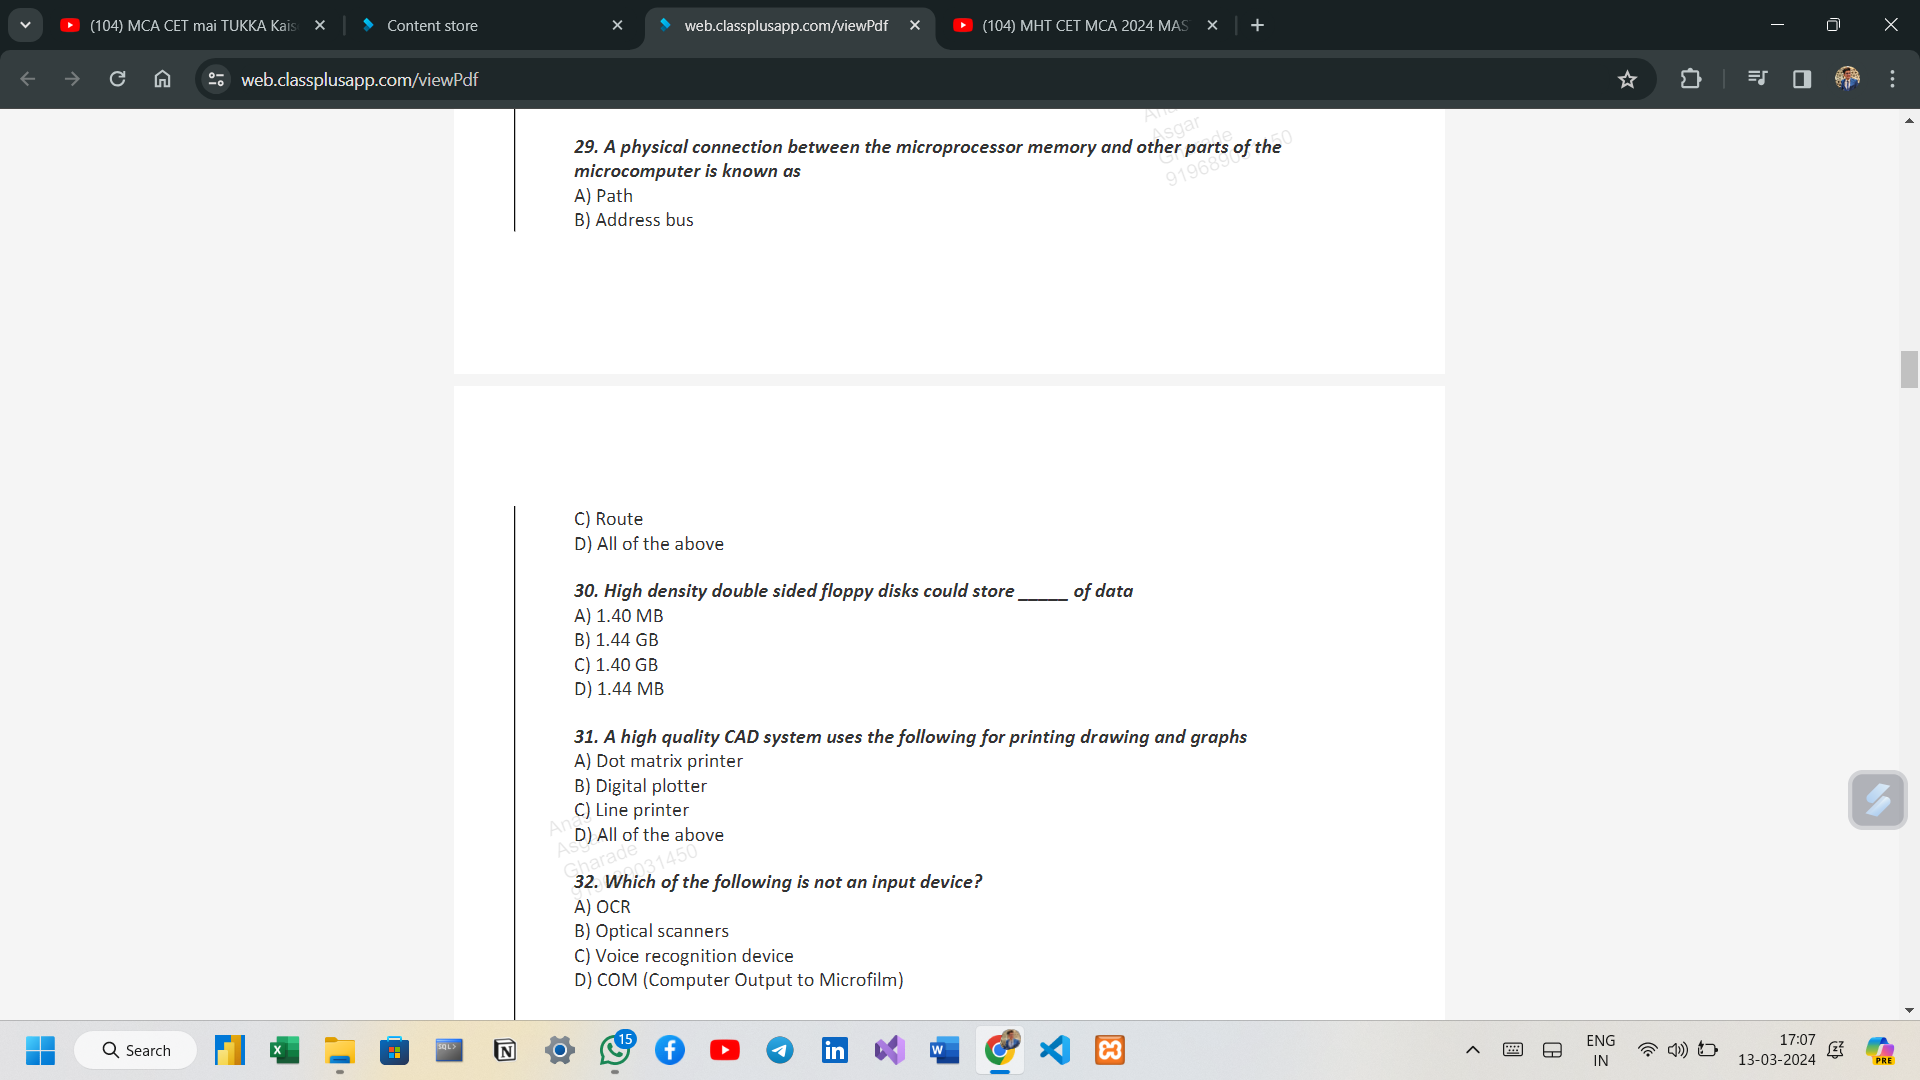 (104) MCA CET mai TUKKA Kais
Content store
web.classplusapp.com/viewPdf
(104) MHT CET MCA 2024 MAS
web.classplusapp.com/viewPdf
29. A physical connection between the microprocessor memory and other parts of the
microcomputer is known as
A) Path
B) Address bus
Asgar
Gharade
C) Route
D) All of the above
30. High density double sided floppy disks could store _____ of data
A) 1.40 MB
B) 1.44 GB
C) 1.40 GB
D) 1.44 MB
31. A high quality CAD system uses the following for printing drawing and graphs
A) Dot matrix printer
B) Digital plotter
C) Line printer
D) All of the above
Gharade
32. Which of the following is not an input device?
A) OCR
B) Optical scanners
C) Voice recognition device
D) COM (Computer Output to Microfilm)
Search
SQL>
15
ENG
IN
17:07
13-03-2024
PRE